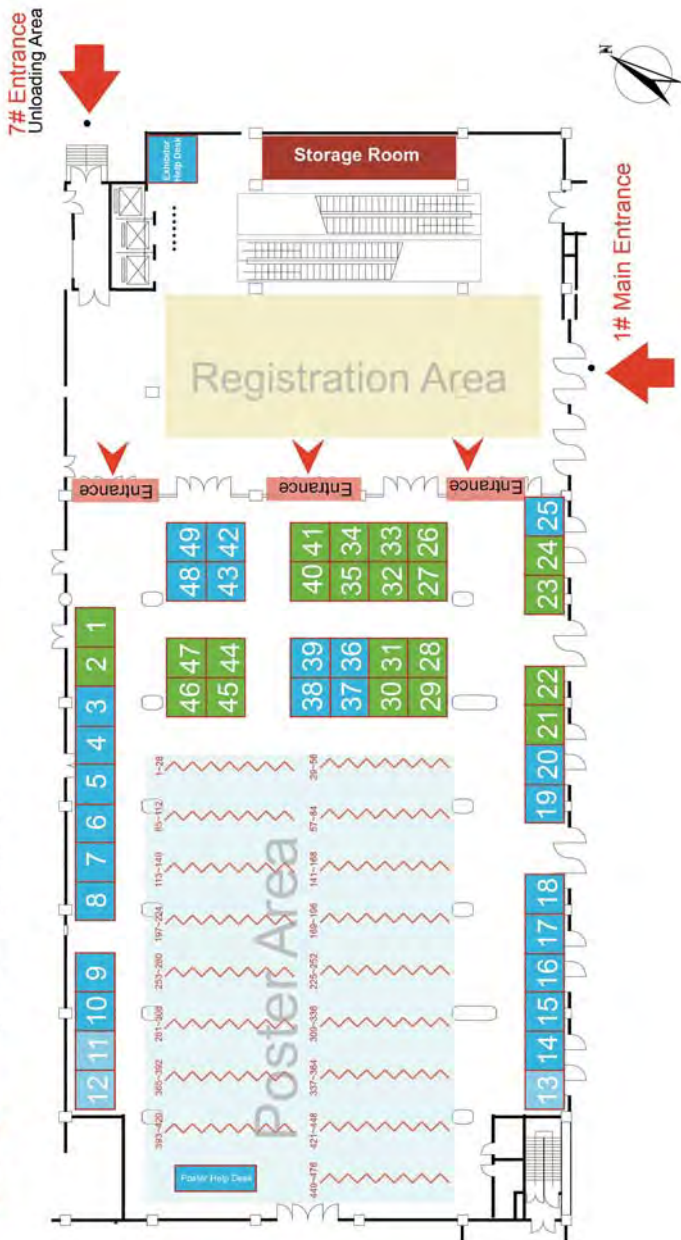 7# Entrance
Unloading Area
N
Exhibitor
Help Desk
Storage Room
1# Main Entrance
Registration Area
Entrance
Entrance
Entrance
49 42
48 43
41 34 33 26
40 35 32 27
25
24
23
1
2
3
4
5
6
7
8
47 44
46 45
39 36 31 28
38 37 30 29
22
21
20
19
Poster Area
1~28
29~56
85~112
57~84
113~140
141~168
197~224
169~196
253~280
225~252
281~308
309~336
365~392
337~364
393~420
421~448
449~476
9
10
11
12
18
17
16
15
14
13
Poster Help Desk